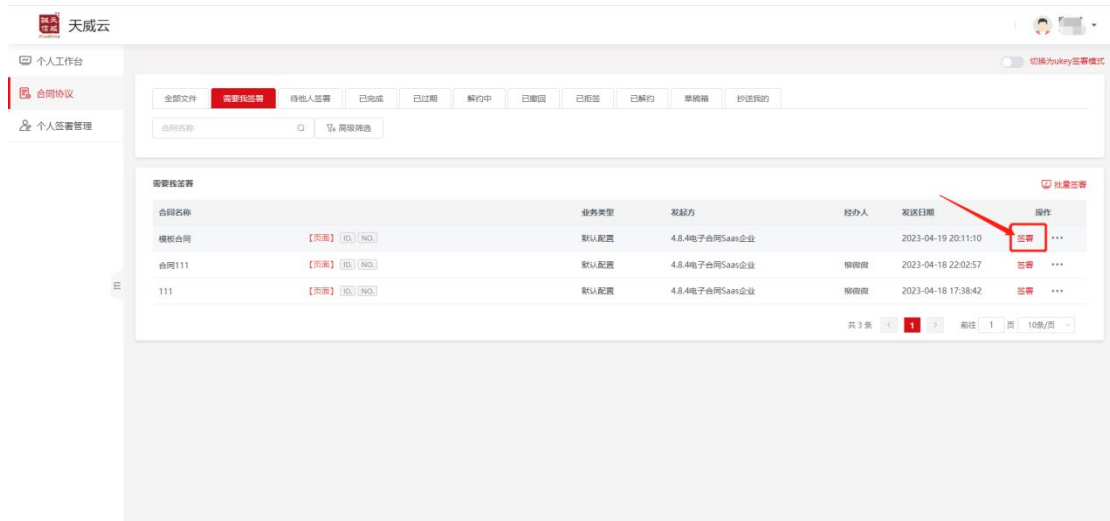 天威云
个人工作台
切换为ukey签署模式
合同协议
全部文件 需要我签署 待他人签署 已完成 已过期 解约中 已撤回 已拒签 已解约 草稿箱 抄送我的
个人签署管理
合同名称 高级筛选
需要我签署 批量签署
合同名称 业务类型 发起方 经办人 发送日期 操作
模板合同 【页面】 ID. NO. 默认配置 4.8.4电子合同Saas企业 2023-04-19 20:11:10 签署 •••
合同111 【页面】 ID. NO. 默认配置 4.8.4电子合同Saas企业 柳微微 2023-04-18 22:02:57 签署 •••
111 【页面】 ID. NO. 默认配置 4.8.4电子合同Saas企业 柳微微 2023-04-18 17:38:42 签署 •••
共 3 条 < 1 > 前往 1 页 10条/页